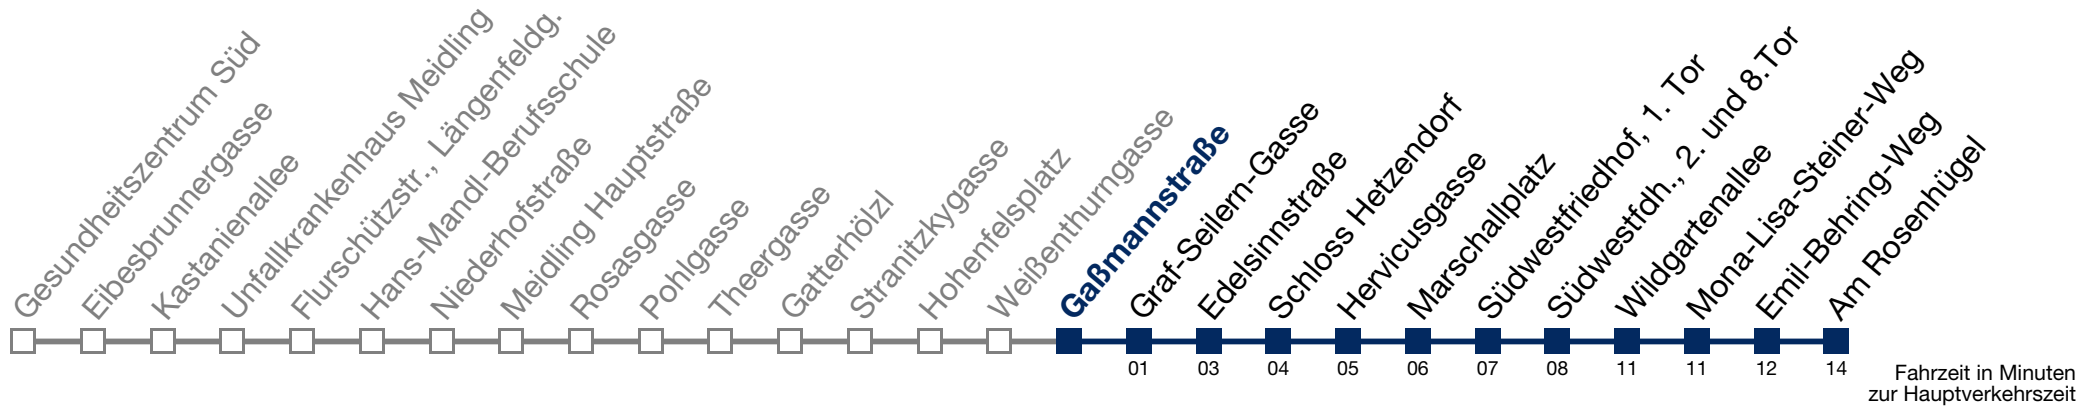 Gesundheitszentrum Süd
Eibesbrunnergasse
Kastanienallee
Unfallkrankenhaus Meidling
Flurschützstr., Längenfeldg.
Hans-Mandl-Berufsschule
Niederhofstraße
Meidling Hauptstraße
Rosasgasse
Pohlgasse
Theergasse
Gatterhölzl
Stranitzkygasse
Hohenfelsplatz
Weißenthurngasse
Gaßmannstraße
Graf-Seilern-Gasse
Edelsinnstraße
Schloss Hetzendorf
Hervicusgasse
Marschallplatz
Südwestfriedhof, 1. Tor
Südwestfdh., 2. und 8.Tor
Wildgartenallee
Mona-Lisa-Steiner-Weg
Emil-Behring-Weg
Am Rosenhügel
01 03 04 05 06 07 08 11 11 12 14
Fahrzeit in Minuten
zur Hauptverkehrszeit